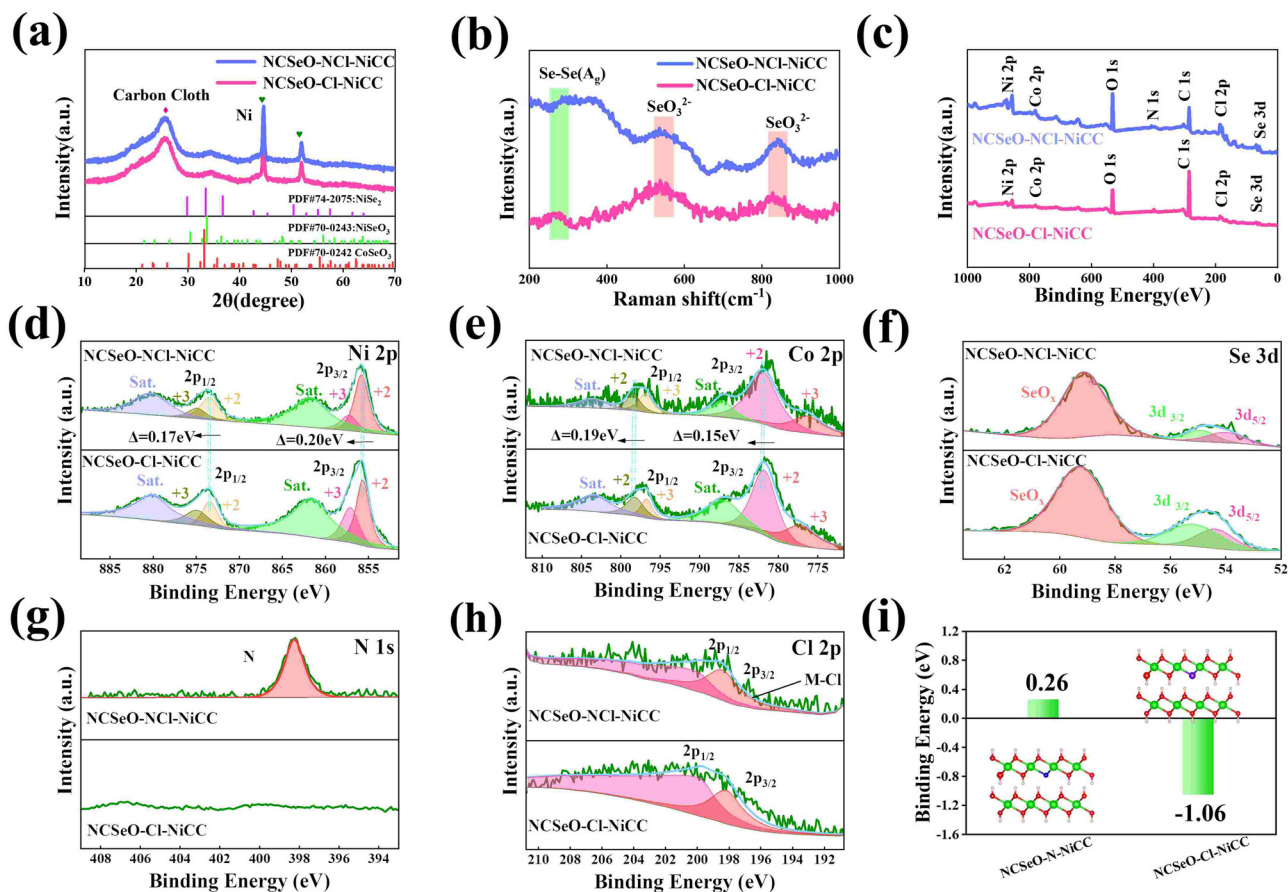 (a)
NCSeO-NCl-NiCC
NCSeO-Cl-NiCC
Carbon Cloth
Ni
PDF#74-2075:NiSe₂
PDF#70-0243:NiSeO₃
PDF#70-0242 CoSeO₃
Intensity(a.u.)
10 20 30 40 50 60 70
2θ(degree)
(b)
NCSeO-NCl-NiCC
NCSeO-Cl-NiCC
Se-Se(A_g)
SeO₃²⁻
SeO₃²⁻
Intensity(a.u.)
200 400 600 800 1000
Raman shift(cm⁻¹)
(c)
Ni 2p
Co 2p
O 1s
N 1s
C 1s
Cl 2p
Se 3d
NCSeO-NCl-NiCC
Ni 2p
Co 2p
O 1s
C 1s
Cl 2p
Se 3d
NCSeO-Cl-NiCC
Intensity(a.u.)
1000 800 600 400 200 0
Binding Energy(eV)
(d)
NCSeO-NCl-NiCC
Ni 2p
Sat.
+3
2p₁/₂
+2
Sat.
+3
2p₃/₂
+2
Δ=0.17eV
Δ=0.20eV
NCSeO-Cl-NiCC
Sat.
+3
2p₁/₂
+2
Sat.
+3
2p₃/₂
+2
Intensity (a.u.)
885 880 875 870 865 860 855
Binding Energy (eV)
(e)
NCSeO-NCl-NiCC
Co 2p
Sat.
+2
2p₁/₂
+3
Sat.
2p₃/₂
+2
+3
Δ=0.19eV
Δ=0.15eV
Sat.
+2
2p₁/₂
+3
Sat.
2p₃/₂
+2
+3
NCSeO-Cl-NiCC
Intensity (a.u.)
810 805 800 795 790 785 780 775
Binding Energy (eV)
(f)
NCSeO-NCl-NiCC
Se 3d
SeOₓ
3d ₃/₂
3d₅/₂
NCSeO-Cl-NiCC
SeOₓ
3d ₃/₂
3d₅/₂
Intensity (a.u.)
62 60 58 56 54 52
Binding Energy (eV)
(g)
N 1s
N
NCSeO-NCl-NiCC
NCSeO-Cl-NiCC
Intensity (a.u.)
408 406 404 402 400 398 396 394
Binding Energy (eV)
(h)
Cl 2p
2p₁/₂
2p₃/₂
M-Cl
NCSeO-NCl-NiCC
2p₁/₂
2p₃/₂
NCSeO-Cl-NiCC
Intensity (a.u.)
210 208 206 204 202 200 198 196 194 192
Binding Energy (eV)
(i)
Binding Energy (eV)
1.2
0.8
0.4
0.0
-0.4
-0.8
-1.2
-1.6
0.26
-1.06
NCSeO-N-NiCC
NCSeO-Cl-NiCC